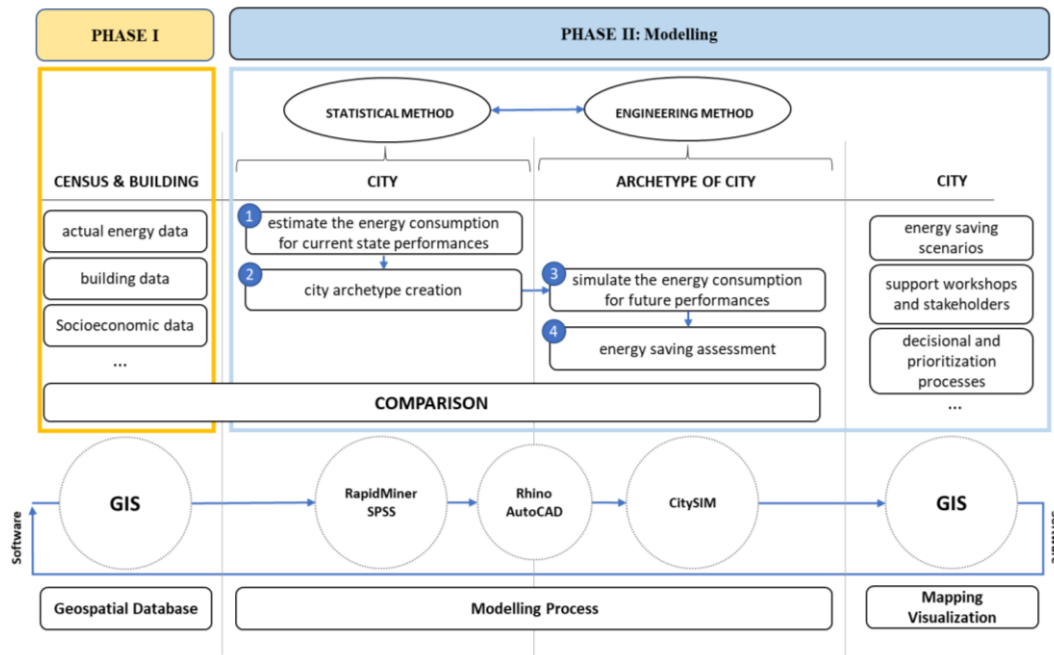 PHASE I
PHASE II: Modelling
STATISTICAL METHOD
ENGINEERING METHOD
CENSUS & BUILDING
CITY
ARCHETYPE OF CITY
CITY
actual energy data
building data
Socioeconomic data
...
1
estimate the energy consumption
for current state performances
2
city archetype creation
3
simulate the energy consumption
for future performances
4
energy saving assessment
energy saving
scenarios
support workshops
and stakeholders
decisional and
prioritization
processes
...
COMPARISON
Software
GIS
RapidMiner
SPSS
Rhino
AutoCAD
CitySIM
GIS
Geospatial Database
Modelling Process
Mapping
Visualization